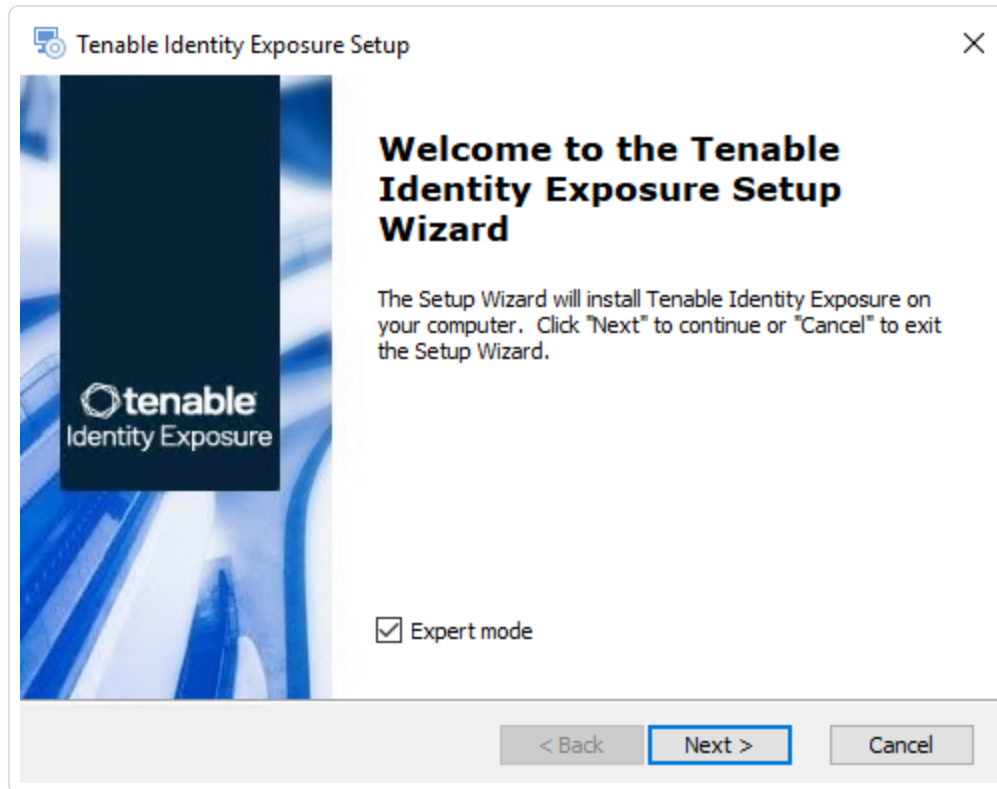 Tenable Identity Exposure Setup
Welcome to the Tenable
Identity Exposure Setup
Wizard
The Setup Wizard will install Tenable Identity Exposure on
your computer. Click "Next" to continue or "Cancel" to exit
the Setup Wizard.
tenable
Identity Exposure
Expert mode
< Back
Next >
Cancel